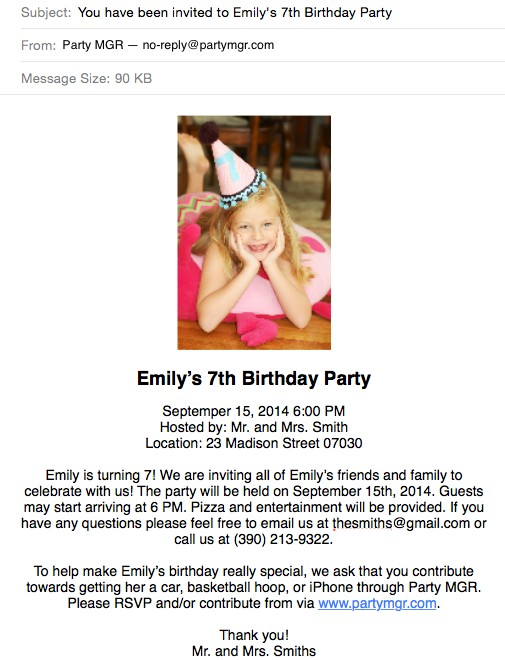 Subject: You have been invited to Emily's 7th Birthday Party
From: Party MGR — no-reply@partymgr.com
Message Size: 90 KB
7
Emily's 7th Birthday Party
Septemper 15, 2014 6:00 PM
Hosted by: Mr. and Mrs. Smith
Location: 23 Madison Street 07030
Emily is turning 7! We are inviting all of Emily's friends and family to
celebrate with us! The party will be held on September 15th, 2014. Guests
may start arriving at 6 PM. Pizza and entertainment will be provided. If you
have any questions please feel free to email us at thesmiths@gmail.com or
call us at (390) 213-9322.
To help make Emily's birthday really special, we ask that you contribute
towards getting her a car, basketball hoop, or iPhone through Party MGR.
Please RSVP and/or contribute from via www.partymgr.com.
Thank you!
Mr. and Mrs. Smiths